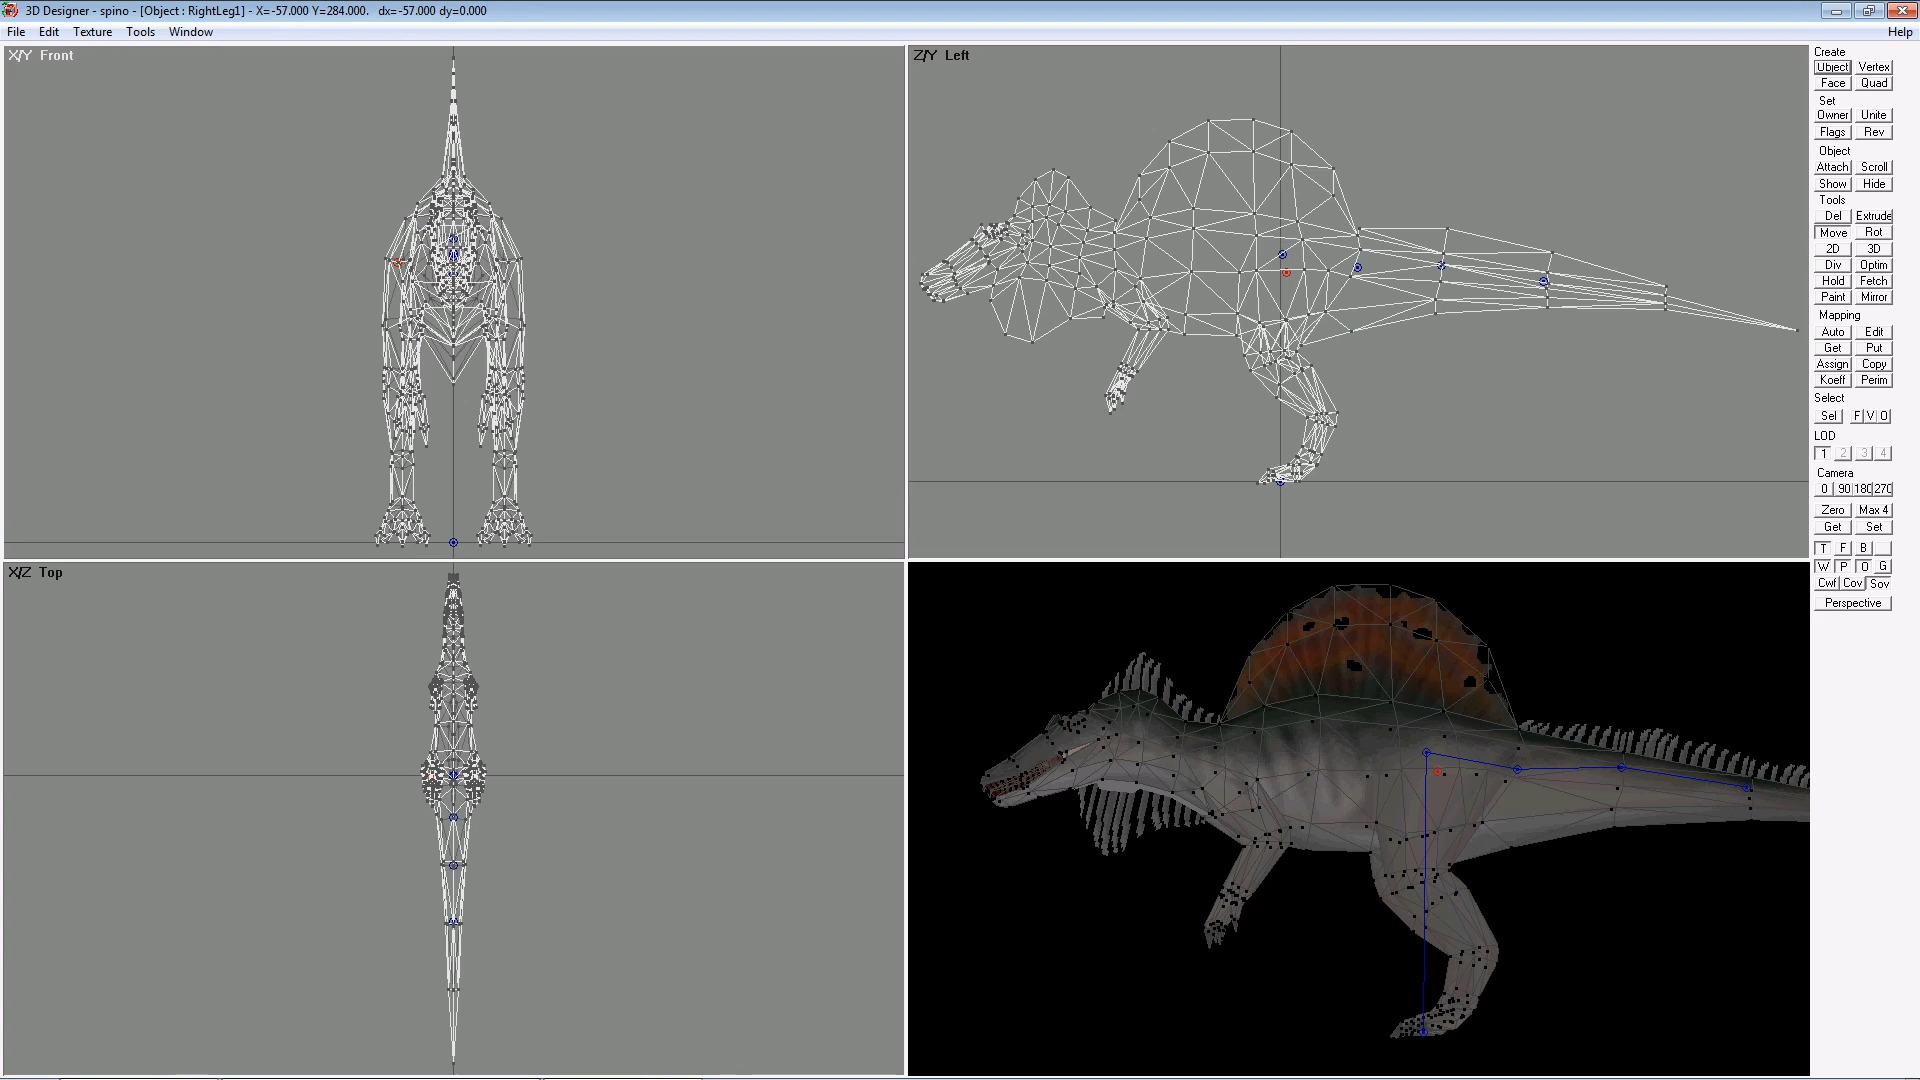 3D Designer - spino - [Object : RightLeg1] - X=-57.000 Y=284.000. dx=-57.000 dy=0.000
File Edit Texture Tools Window Help
X/Y Front
Z/Y Left
X/Z Top
Create
Object Vertex
Face Quad
Set
Owner Unite
Flags Rev
Object
Attach Scroll
Show Hide
Tools
Del Extrude
Move Rot
2D 3D
Div Optim
Hold Fetch
Paint Mirror
Mapping
Auto Edit
Get Put
Assign Copy
Koeff Perim
Select
Sel F V O
LOD
1 2 3 4
Camera
0 90 180 270
Zero Max 4
Get Set
T F B
W P O G
Cwf Cov Sov
Perspective